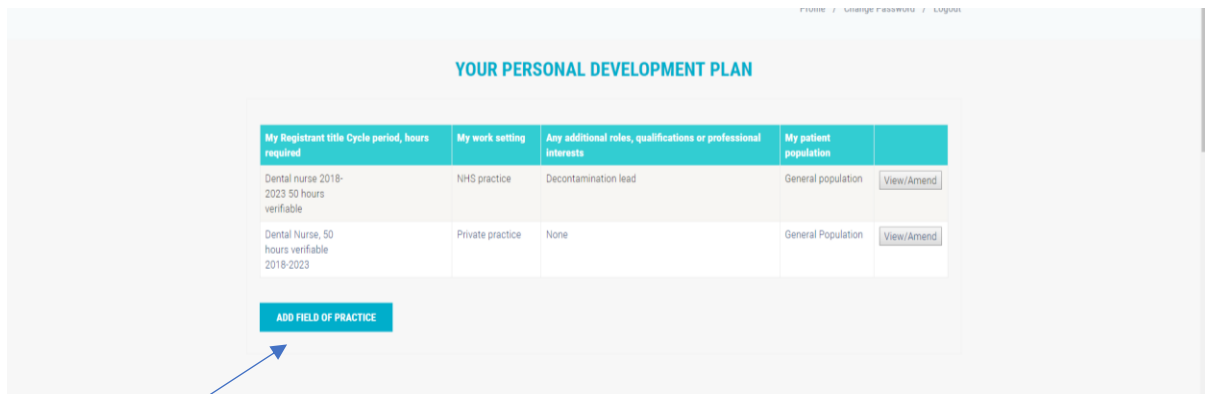 Profile / Change Password / Logout
YOUR PERSONAL DEVELOPMENT PLAN
My Registrant title Cycle period, hours required
My work setting
Any additional roles, qualifications or professional interests
My patient population
Dental nurse 2018-
2023 50 hours
verifiable
NHS practice
Decontamination lead
General population
View/Amend
Dental Nurse, 50
hours verifiable
2018-2023
Private practice
None
General Population
View/Amend
ADD FIELD OF PRACTICE